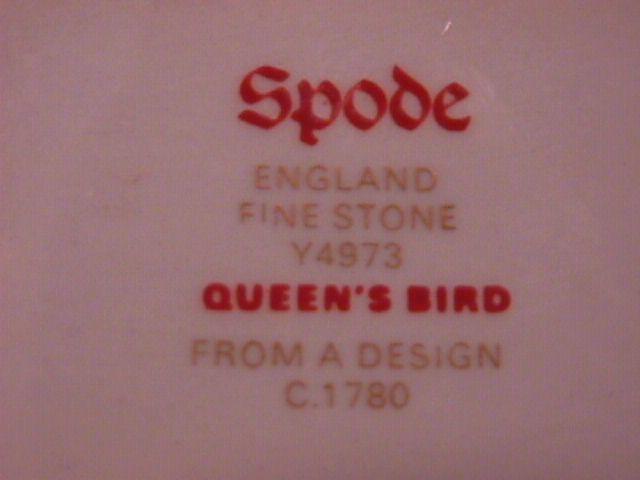 Spode
ENGLAND
FINE STONE
Y4973
QUEEN'S BIRD
FROM A DESIGN
C.1780